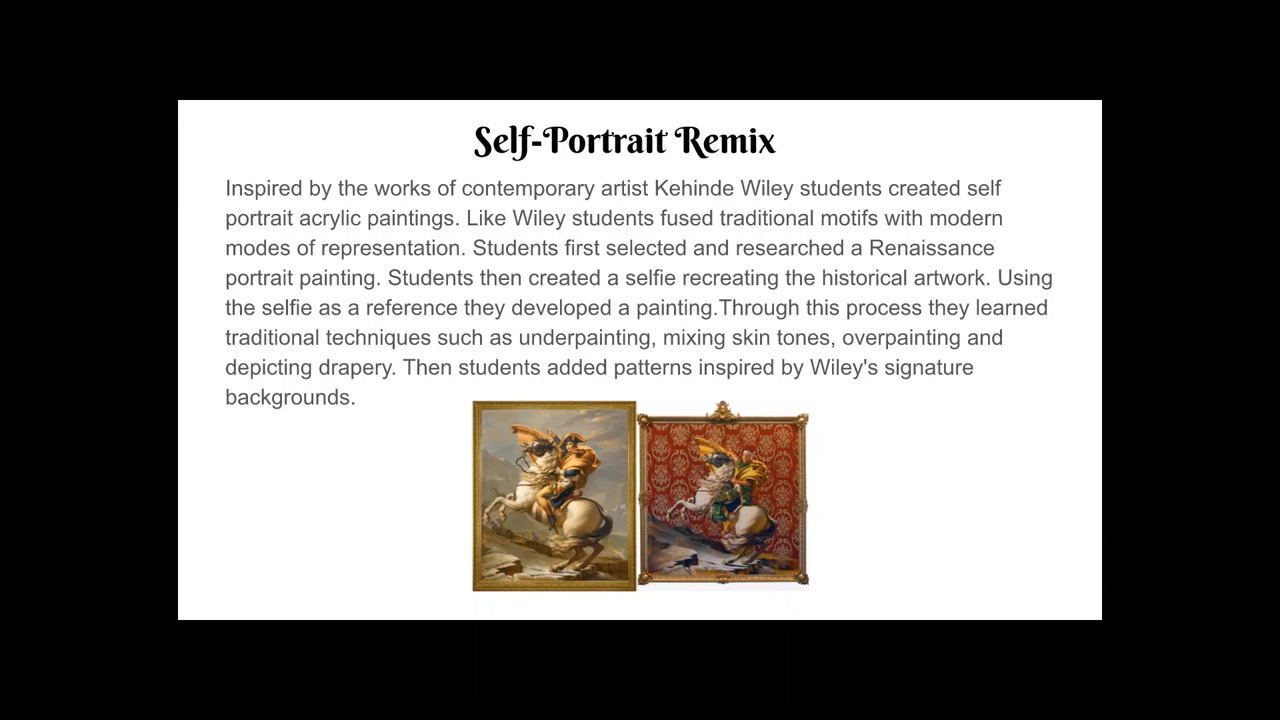 Self-Portrait Remix
Inspired by the works of contemporary artist Kehinde Wiley students created self
portrait acrylic paintings. Like Wiley students fused traditional motifs with modern
modes of representation. Students first selected and researched a Renaissance
portrait painting. Students then created a selfie recreating the historical artwork. Using
the selfie as a reference they developed a painting.Through this process they learned
traditional techniques such as underpainting, mixing skin tones, overpainting and
depicting drapery. Then students added patterns inspired by Wiley's signature
backgrounds.